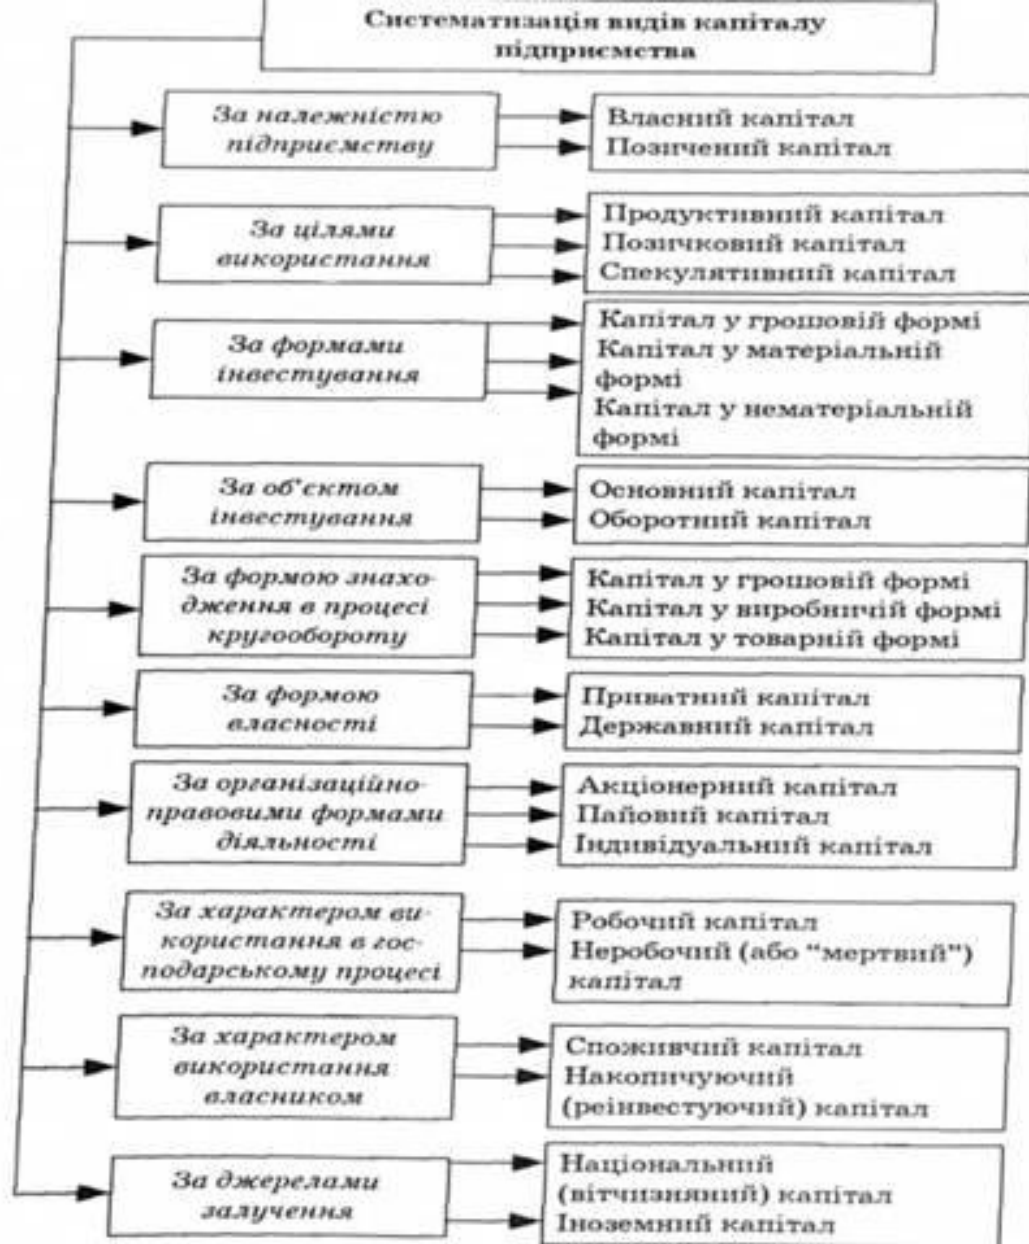 Систематизація видів капіталу
підприємства
За належністю
підприємству
Власний капітал
Позичений капітал
За цілями
використання
Продуктивний капітал
Позичковий капітал
Спекулятивний капітал
За формами
інвестування
Капітал у грошовій формі
Капітал у матеріальній
формі
Капітал у нематеріальній
формі
За об’єктом
інвестування
Основний капітал
Оборотний капітал
За формою знахо-
дження в процесі
кругообороту
Капітал у грошовій формі
Капітал у виробничій формі
Капітал у товарній формі
За формою
власності
Приватний капітал
Державний капітал
За організаційно-
правовими формами
діяльності
Акціонерний капітал
Пайовий капітал
Індивідуальний капітал
За характером ви-
користання в гос-
подарському процесі
Робочий капітал
Неробочий (або “мертвий”)
капітал
За характером
використання
власником
Споживчий капітал
Накопичуючий
(реінвестуючий) капітал
За джерелами
залучення
Національний
(вітчизняний) капітал
Іноземний капітал